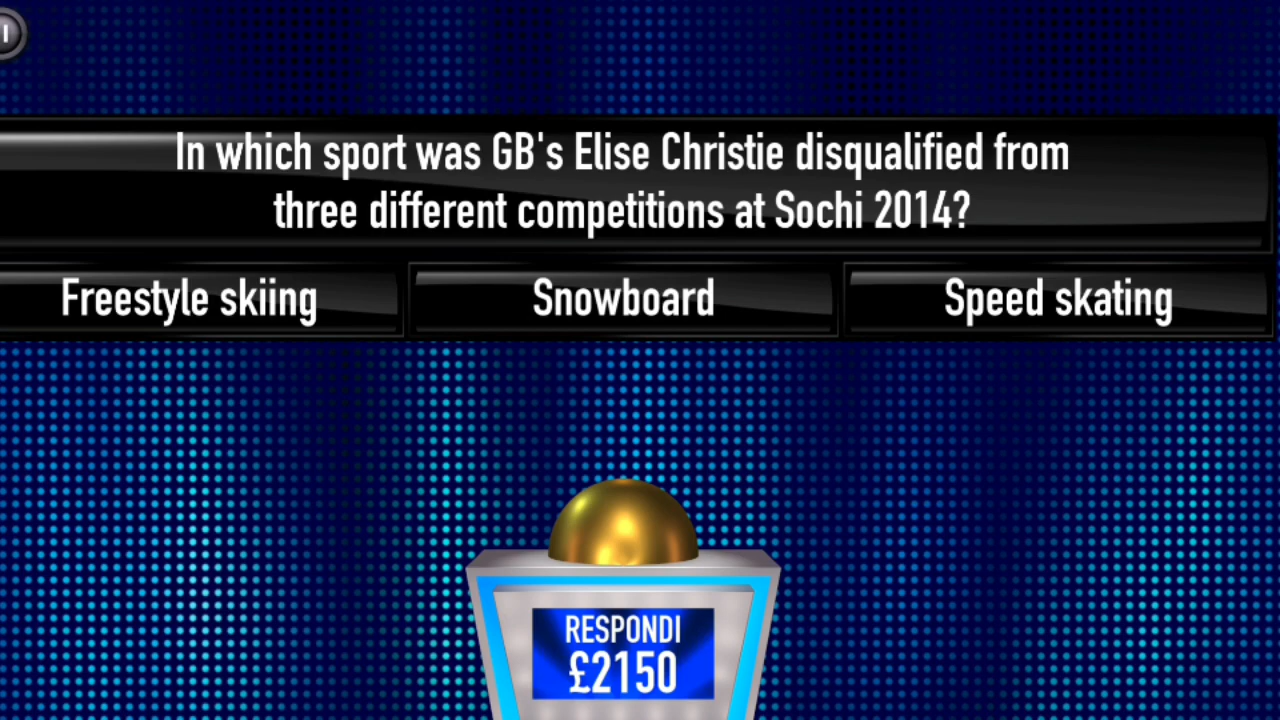 In which sport was GB's Elise Christie disqualified from
three different competitions at Sochi 2014?
Freestyle skiing
Snowboard
Speed skating
RESPONDI
£2150